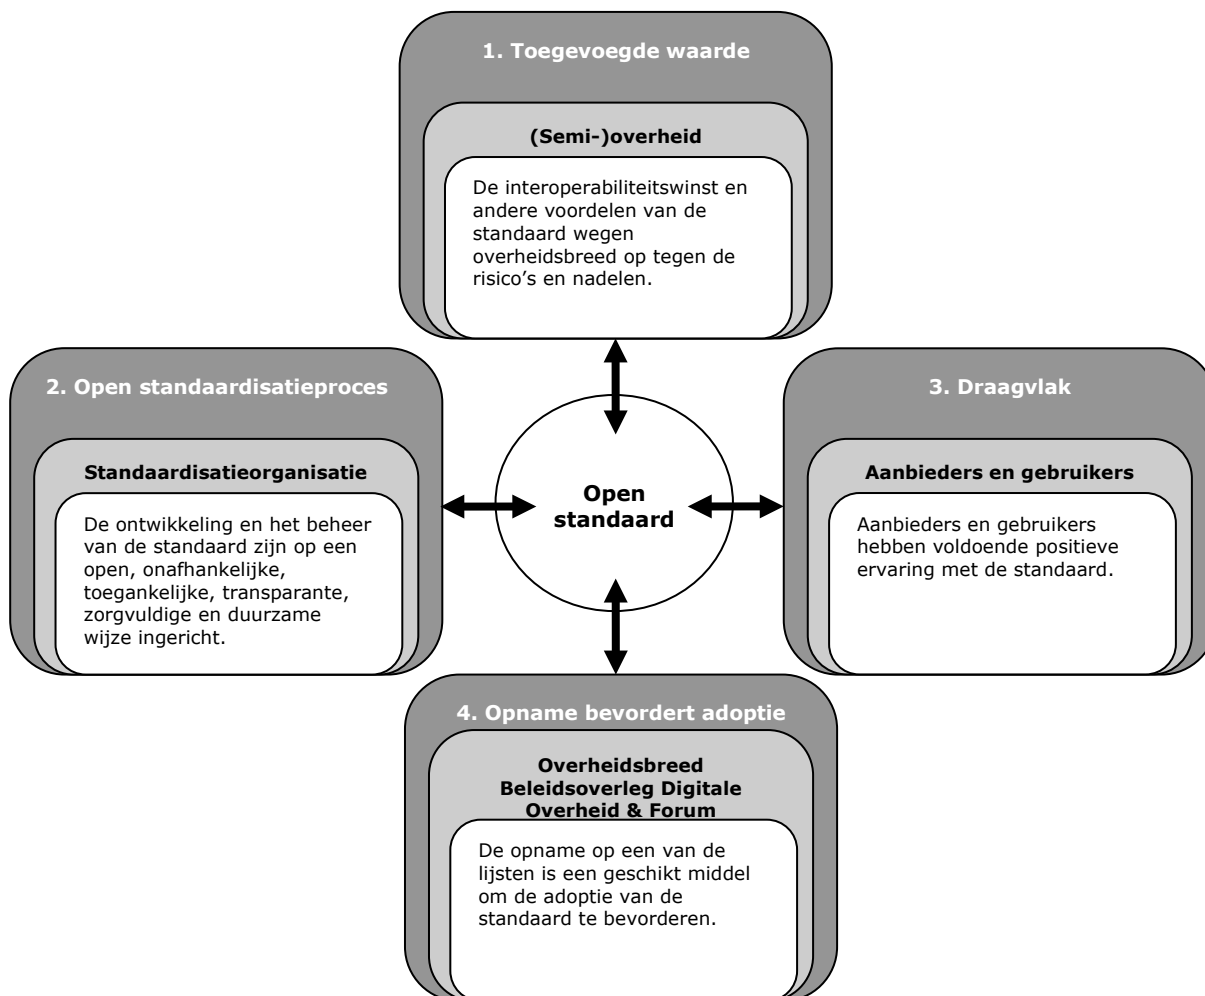 1. Toegevoegde waarde
(Semi-)overheid
De interoperabiliteitswinst en
andere voordelen van de
standaard wegen
overheidsbreed op tegen de
risico’s en nadelen.
2. Open standaardisatieproces
Standaardisatieorganisatie
De ontwikkeling en het beheer
van de standaard zijn op een
open, onafhankelijke,
toegankelijke, transparante,
zorgvuldige en duurzame
wijze ingericht.
Open
standaard
3. Draagvlak
Aanbieders en gebruikers
Aanbieders en gebruikers
hebben voldoende positieve
ervaring met de standaard.
4. Opname bevordert adoptie
Overheidsbreed
Beleidsoverleg Digitale
Overheid & Forum
De opname op een van de
lijsten is een geschikt middel
om de adoptie van de
standaard te bevorderen.